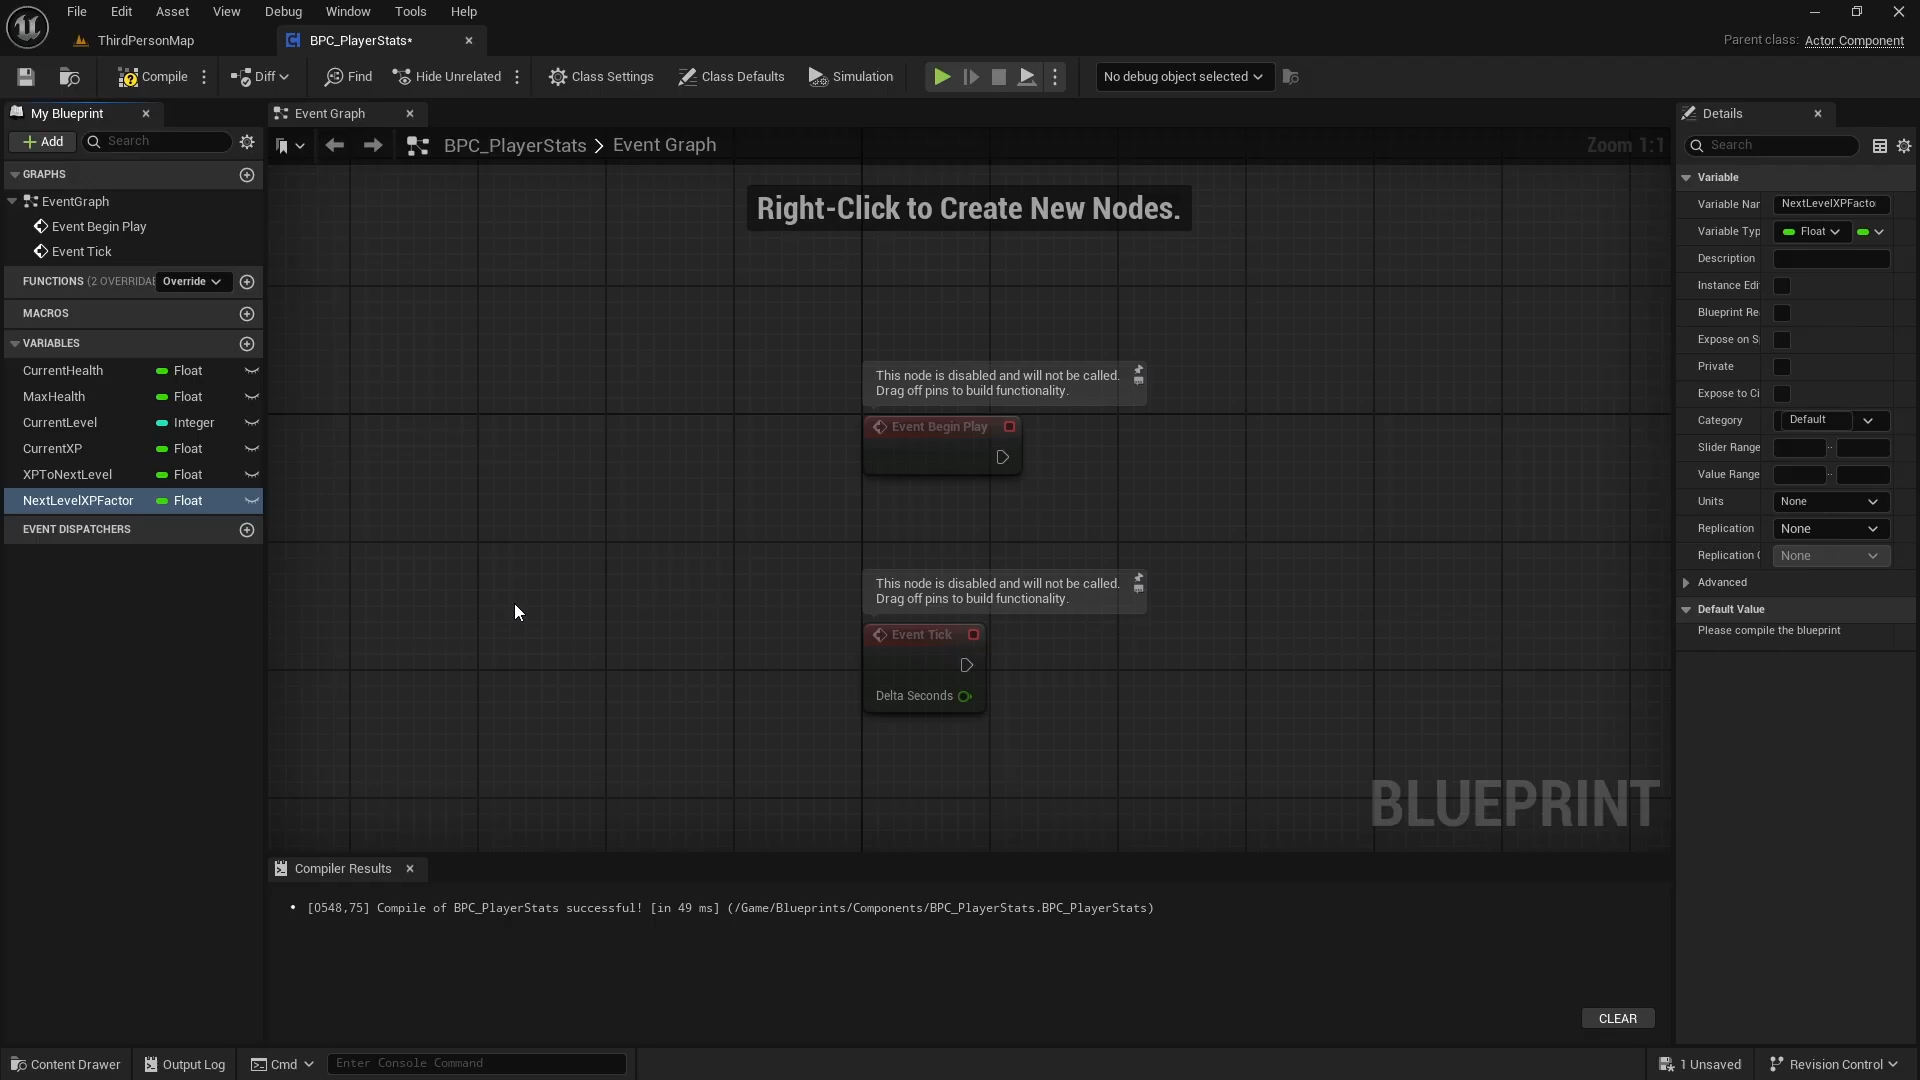 File Edit Asset View Debug Window Tools Help
ThirdPersonMap
BPC_PlayerStats*
Parent class: Actor Component
Compile
Diff
Find
Hide Unrelated
Class Settings
Class Defaults
Simulation
No debug object selected
My Blueprint
Add
Search
GRAPHS
EventGraph
Event Begin Play
Event Tick
FUNCTIONS (2 OVERRIDAE
Override
MACROS
VARIABLES
CurrentHealth Float
MaxHealth Float
CurrentLevel Integer
CurrentXP Float
XPToNextLevel Float
NextLevelXPFactor Float
EVENT DISPATCHERS
Event Graph
BPC_PlayerStats > Event Graph
Zoom 1:1
Right-Click to Create New Nodes.
This node is disabled and will not be called.
Drag off pins to build functionality.
Event Begin Play
This node is disabled and will not be called.
Drag off pins to build functionality.
Event Tick
Delta Seconds
BLUEPRINT
Compiler Results
• [0548,75] Compile of BPC_PlayerStats successful! [in 49 ms] (/Game/Blueprints/Components/BPC_PlayerStats.BPC_PlayerStats)
CLEAR
Details
Search
Variable
Variable Nar NextLevelXPFacto
Variable Typ Float
Description
Instance Edi
Blueprint Re
Expose on S
Private
Expose to Ci
Category Default
Slider Range
Value Range
Units None
Replication None
Replication C None
Advanced
Default Value
Please compile the blueprint
Content Drawer
Output Log
Cmd
Enter Console Command
1 Unsaved
Revision Control